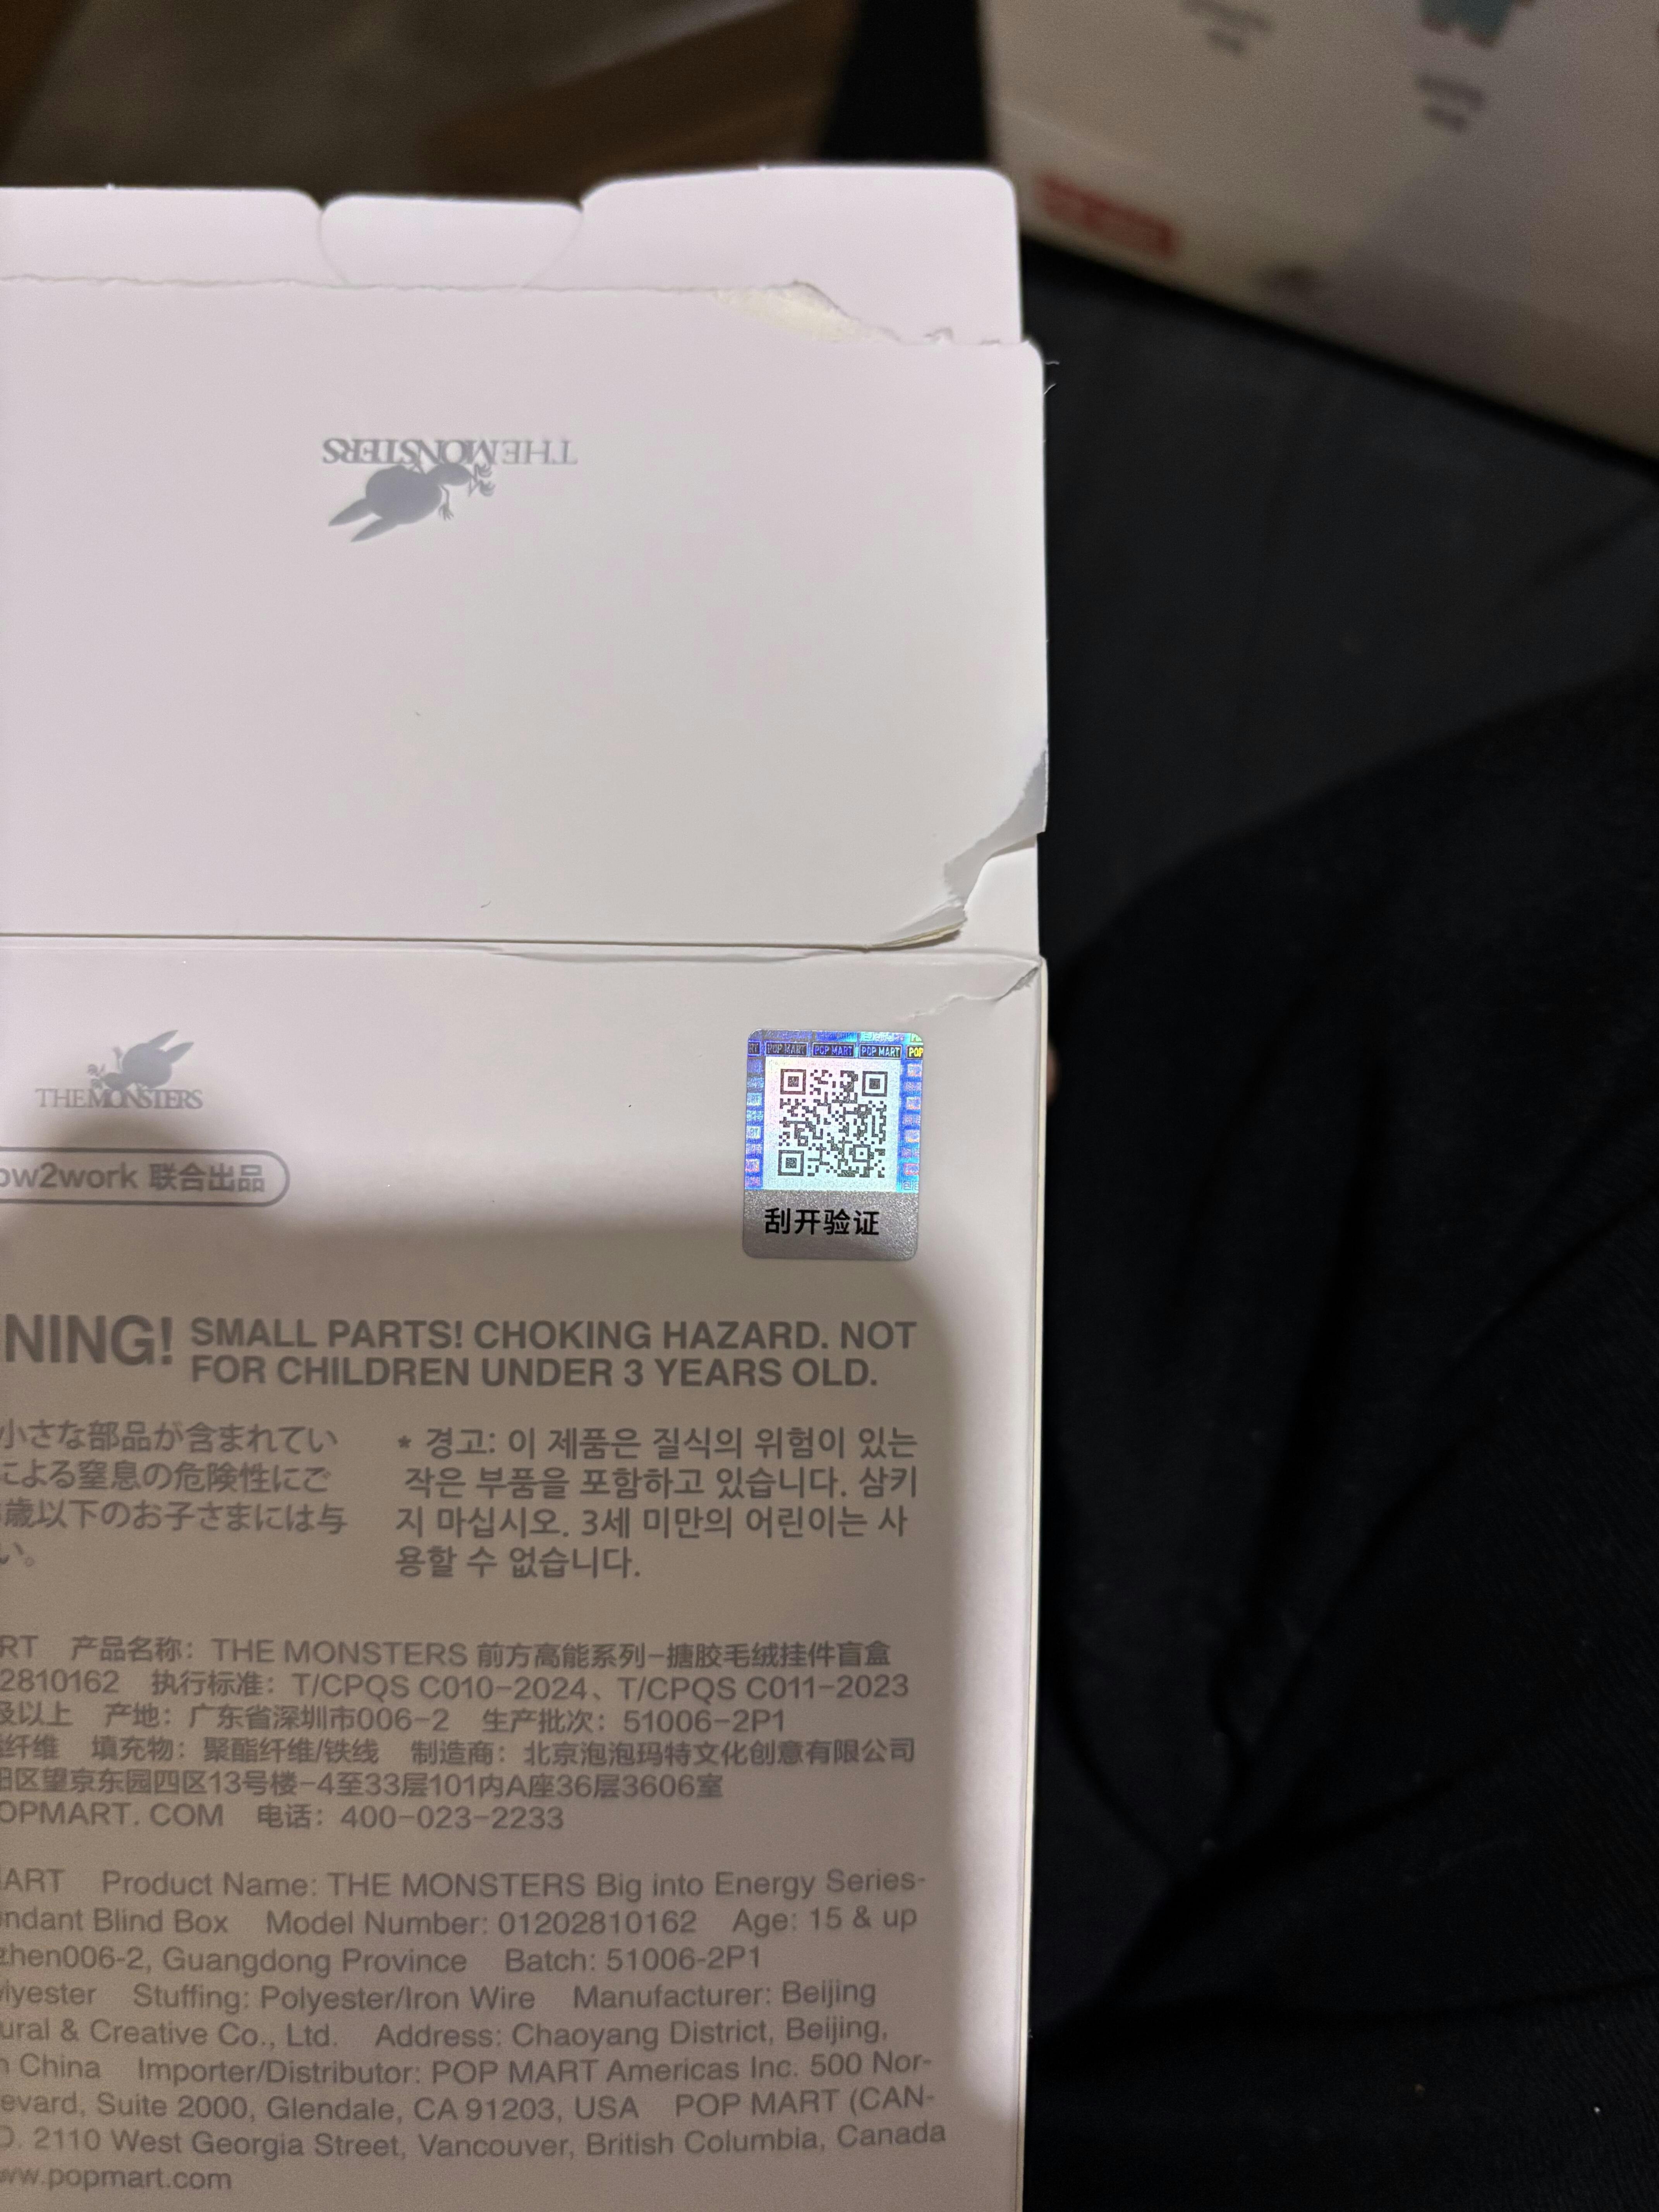 THE MONSTERS
POP MART POP MART POP MART POP
THE MONSTERS
ow2work 联合出品
刮开验证
NING! SMALL PARTS! CHOKING HAZARD. NOT
FOR CHILDREN UNDER 3 YEARS OLD.
小さな部品が含まれてい
による窒息の危険性にご
歳以下のお子さまには与
い。
* 경고: 이 제품은 질식의 위험이 있는
작은 부품을 포함하고 있습니다. 삼키
지 마십시오. 3세 미만의 어린이는 사
용할 수 없습니다.
RT 产品名称：THE MONSTERS 前方高能系列-搪胶毛绒挂件盲盒
2810162 执行标准：T/CPQS C010-2024、T/CPQS C011-2023
及以上 产地：广东省深圳市006-2 生产批次：51006-2P1
纤维 填充物：聚酯纤维/铁线 制造商：北京泡泡玛特文化创意有限公司
区望京东园四区13号楼-4至33层101内A座36层3606室
OPMART. COM 电话：400-023-2233
ART Product Name: THE MONSTERS Big into Energy Series-
ndant Blind Box Model Number: 01202810162 Age: 15 & up
zhen006-2, Guangdong Province Batch: 51006-2P1
lyester Stuffing: Polyester/Iron Wire Manufacturer: Beijing
ural & Creative Co., Ltd. Address: Chaoyang District, Beijing,
n China Importer/Distributor: POP MART Americas Inc. 500 Nor-
evard, Suite 2000, Glendale, CA 91203, USA POP MART (CAN-
D. 2110 West Georgia Street, Vancouver, British Columbia, Canada
ww.popmart.com